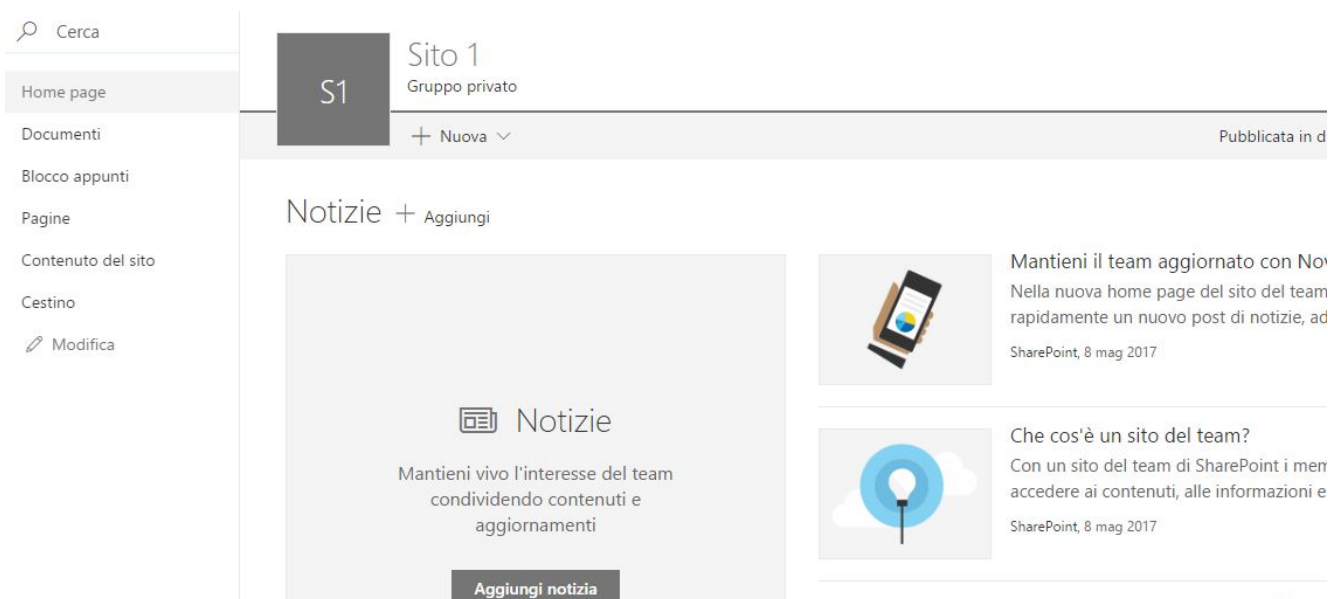 Cerca
Home page
Documenti
Blocco appunti
Pagine
Contenuto del sito
Cestino
Modifica
S1
Sito 1
Gruppo privato
Nuova
Pubblicata in
Notizie + Aggiungi
Notizie
Mantieni vivo l'interesse del team
condividendo contenuti e
aggiornamenti
Aggiungi notizia
Mantieni il team aggiornato con
Nella nuova home page del sito del team
rapidamente un nuovo post di notizie,
SharePoint, 8 mag 2017
Che cos'è un sito del team?
Con un sito del team di SharePoint i
accedere ai contenuti, alle informazioni e
SharePoint, 8 mag 2017